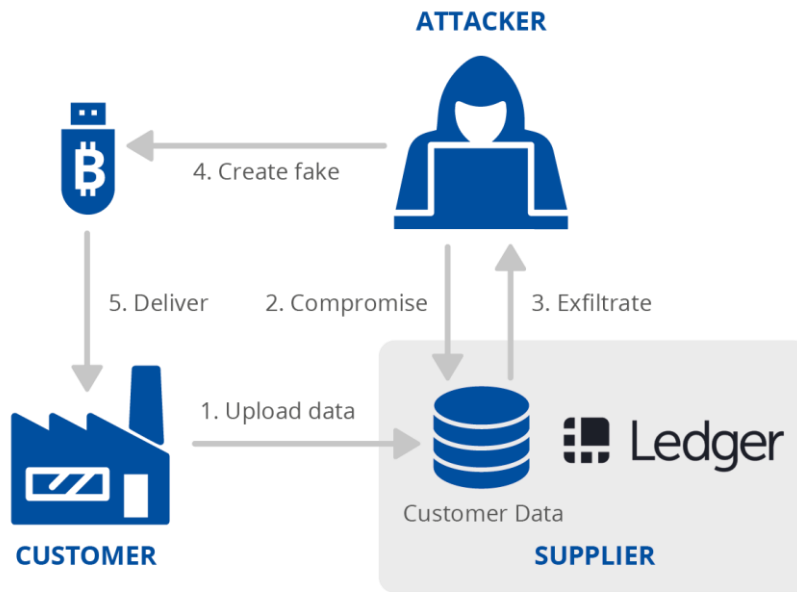 ATTACKER
4. Create fake
5. Deliver
2. Compromise
3. Exfiltrate
1. Upload data
Ledger
Customer Data
CUSTOMER
SUPPLIER